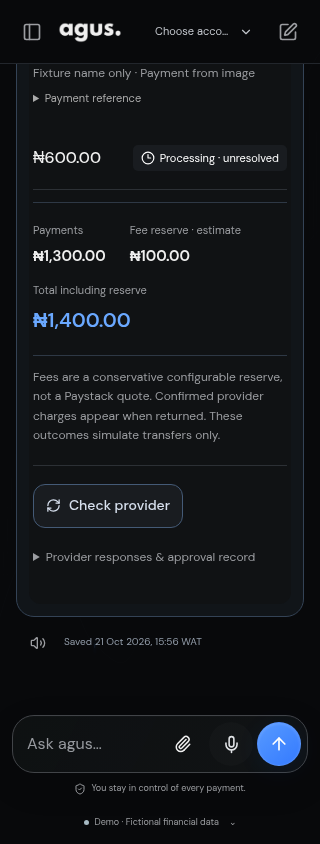 agus.
Choose acco...
Fixture name only · Payment from image
Payment reference
₦600.00
Processing · unresolved
Payments
Fee reserve · estimate
₦1,300.00
₦100.00
Total including reserve
₦1,400.00
Fees are a conservative configurable reserve,
not a Paystack quote. Confirmed provider
charges appear when returned. These
outcomes simulate transfers only.
Check provider
Provider responses & approval record
Saved 21 Oct 2026, 15:56 WAT
Ask agus...
You stay in control of every payment.
Demo · Fictional financial data